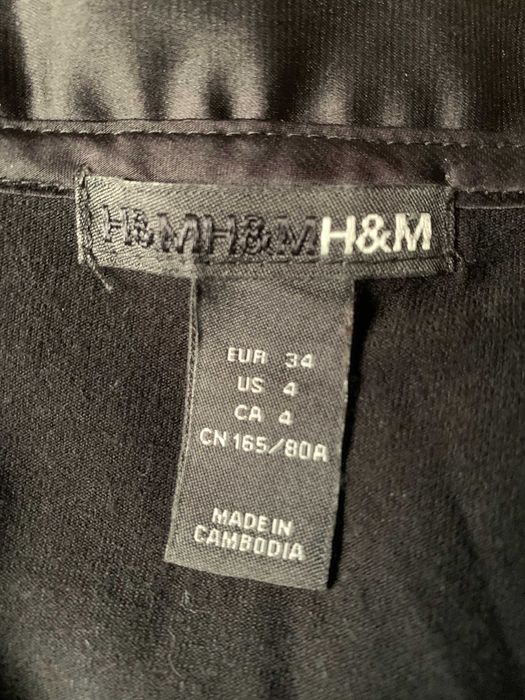 H&MH&MH&M
EUR 34
US 4
CA 4
CN 165/80A
MADE IN
CAMBODIA